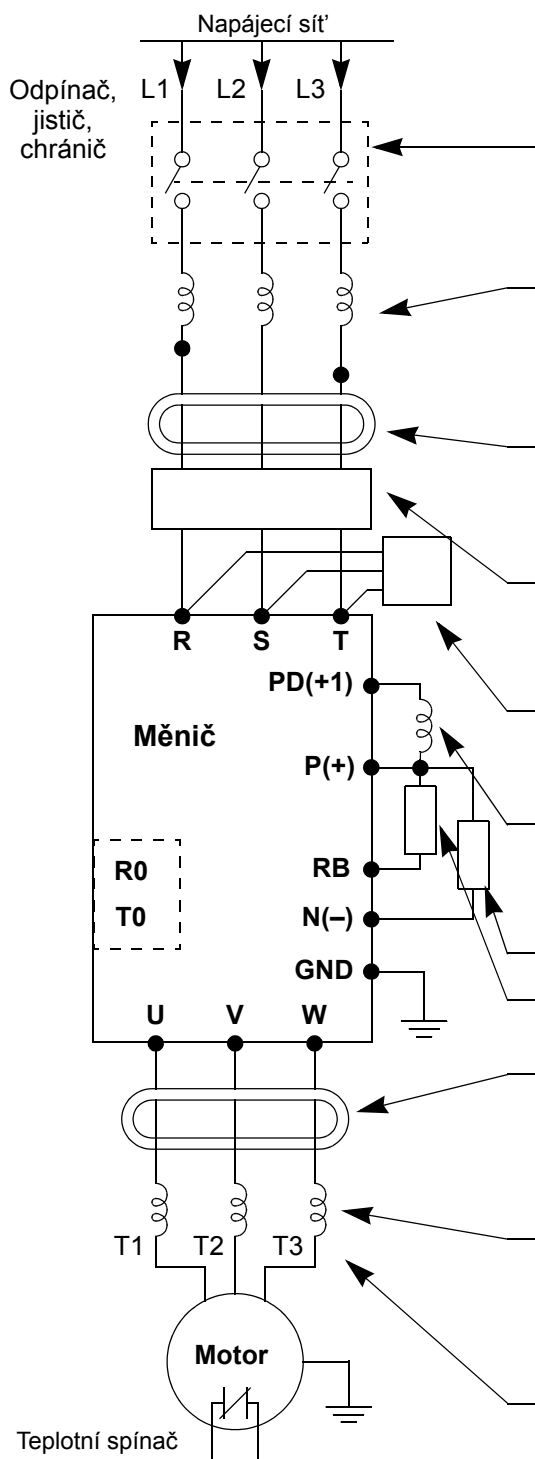 Napájecí síť
L1 L2 L3
Odpínač,
jistič,
chránič
R S T
PD(+1)
Měnič
P(+)
R0
RB
T0
N(–)
GND
U V W
T1 T2 T3
Motor
Teplotní spínač